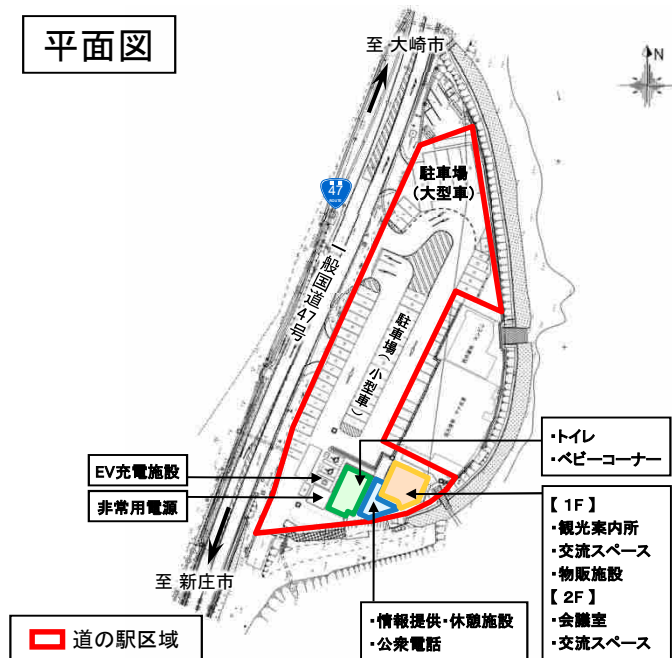 平面図
至 大崎市
N
47
ROUTE
一般国道47号
駐車場
（大型車）
駐車場（小型車）
EV充電施設
非常用電源
・トイレ
・ベビーコーナー
【 1F 】
・観光案内所
・交流スペース
・物販施設
【 2F 】
・会議室
・交流スペース
・情報提供・休憩施設
・公衆電話
至 新庄市
道の駅区域